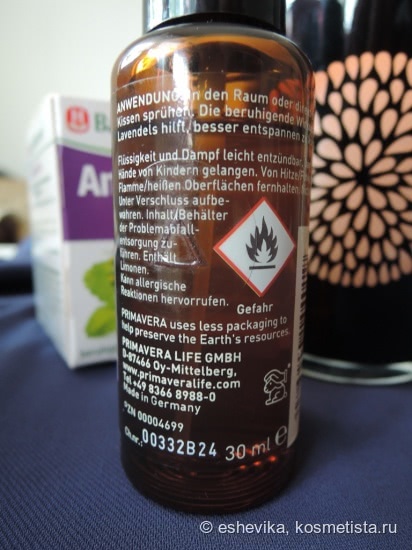 ANWENDUNG: in den Raum oder
Kissen sprühen. Die beruhigende
Lavendels hilft, besser entspannen
Flüssigkeit und Dampf leicht entzündbar.
Hände von Kindern gelangen. Von Hitze/
Flamme/heißen Oberflächen fernhalten.
Unter Verschluss aufbe-
wahren. Inhalt/Behälter
der Problemabfall-
entsorgung zu-
führen. Enthält
Limonen.
Kann allergische
Reaktionen hervorrufen.
Gefahr
PRIMAVERA uses less packaging to
help preserve the Earth's resources.
PRIMAVERA LIFE GMBH
D-87466 Oy-Mittelberg,
www.primaveralife.com
Tel.+49 8366 8988-0
Made in Germany
PZN 00004699
Ch.nr.: 00332B24 30 ml e
© eshevika, kosmetista.ru